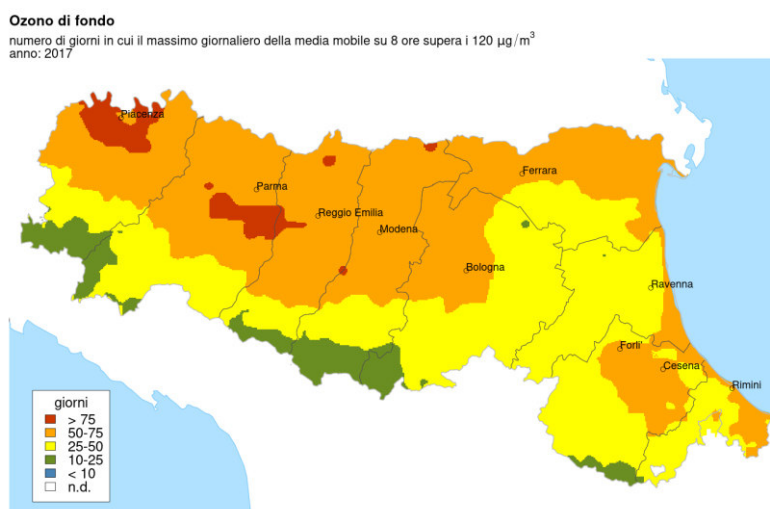 Ozono di fondo
numero di giorni in cui il massimo giornaliero della media mobile su 8 ore supera i 120 μg/m³
anno: 2017
Piacenza
Parma
Ferrara
Reggio Emilia
Modena
Bologna
Ravenna
Forli'
Cesena
Rimini
giorni
> 75
50-75
25-50
10-25
< 10
n.d.